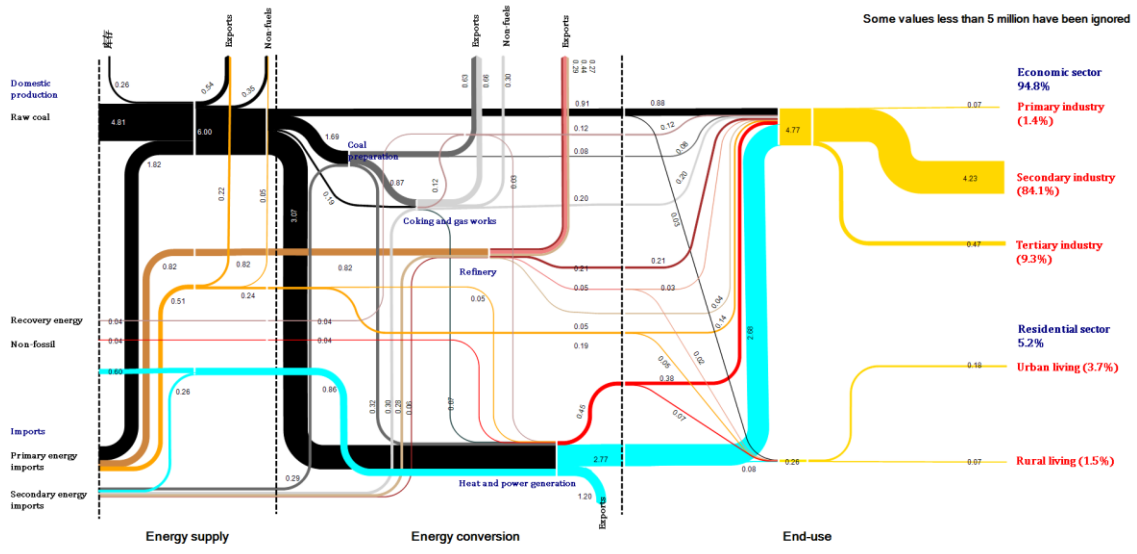 Some values less than 5 million have been ignored
库存
Exports
Non-fuels
Exports
Non-fuels
Exports
Domestic
production
Raw coal
Recovery energy
Non-fossil
Imports
Primary energy
imports
Secondary energy
imports
0.26
0.54
0.35
4.81
6.00
1.82
0.22
0.05
0.82
0.82
0.82
0.51
0.24
0.04
0.04
0.04
0.04
0.60
0.26
0.86
0.29
1.69
Coal
preparation
0.87
0.19
0.12
0.03
Coking and gas works
3.07
0.63
0.66
0.30
0.29
0.44
0.27
Refinery
0.32
0.30
0.28
0.06
0.07
0.05
0.91
0.12
0.08
0.20
0.21
0.05
0.05
0.19
0.45
2.77
Heat and power generation
1.20
Exports
0.88
0.12
0.06
0.20
0.03
0.21
0.03
0.04
0.14
0.02
0.05
0.38
0.07
0.08
2.68
4.77
0.26
0.07
4.23
0.47
0.18
0.07
Economic sector
94.8%
Primary industry
(1.4%)
Secondary industry
(84.1%)
Tertiary industry
(9.3%)
Residential sector
5.2%
Urban living (3.7%)
Rural living (1.5%)
Energy supply
Energy conversion
End-use